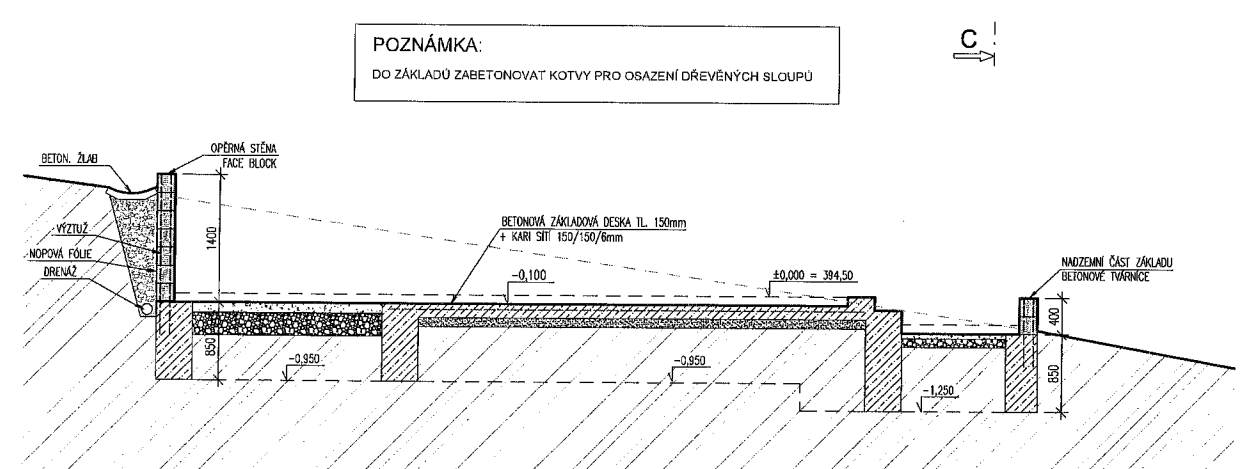 POZNÁMKA:
DO ZÁKLADŮ ZABETONOVAT KOTVY PRO OSAZENÍ DŘEVĚNÝCH SLOUPŮ
C
BETON. ŽLAB
OPĚRNÁ STĚNA
FACE BLOCK
VÝZTUŽ
NOPOVÁ FÓLIE
DRENÁŽ
1400
850
BETONOVÁ ZÁKLADOVÁ DESKA TL. 150mm
+ KARI SÍTÍ 150/150/6mm
-0,100
±0,000 = 394,50
NADZEMNÍ ČÁST ZÁKLADU
BETONOVÉ TVÁRNICE
400
850
-0,950
-0,950
-1,250